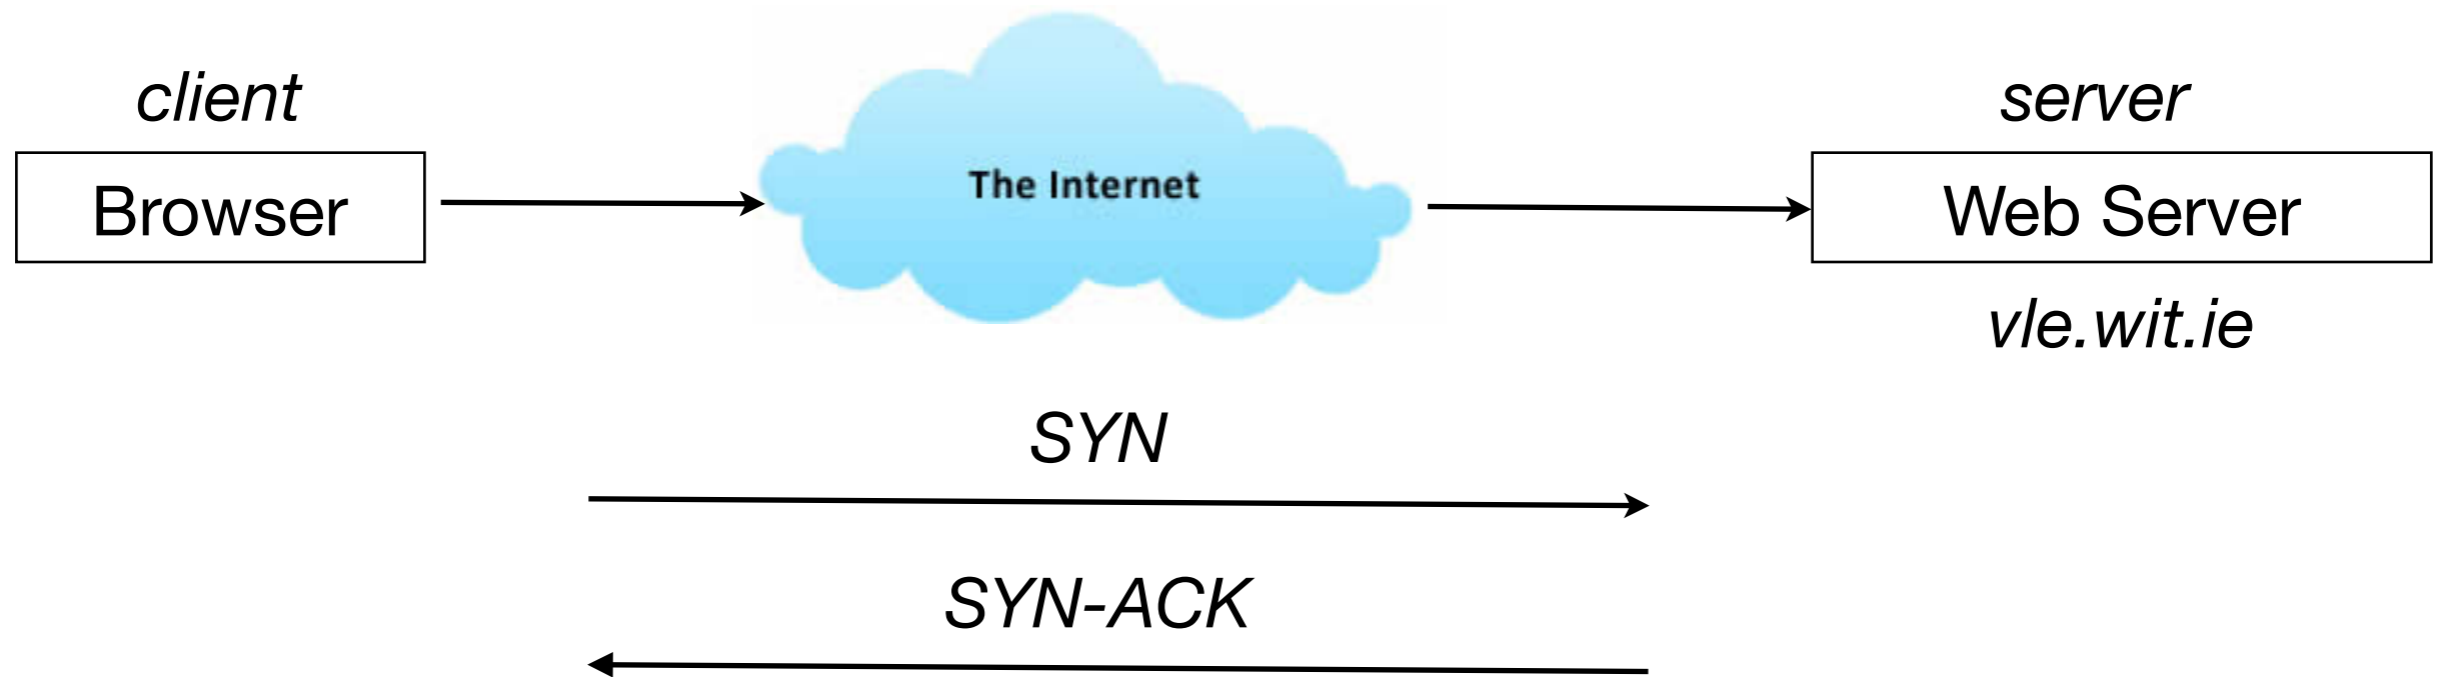 client
server
Browser
The Internet
Web Server
vle.wit.ie
SYN
SYN-ACK